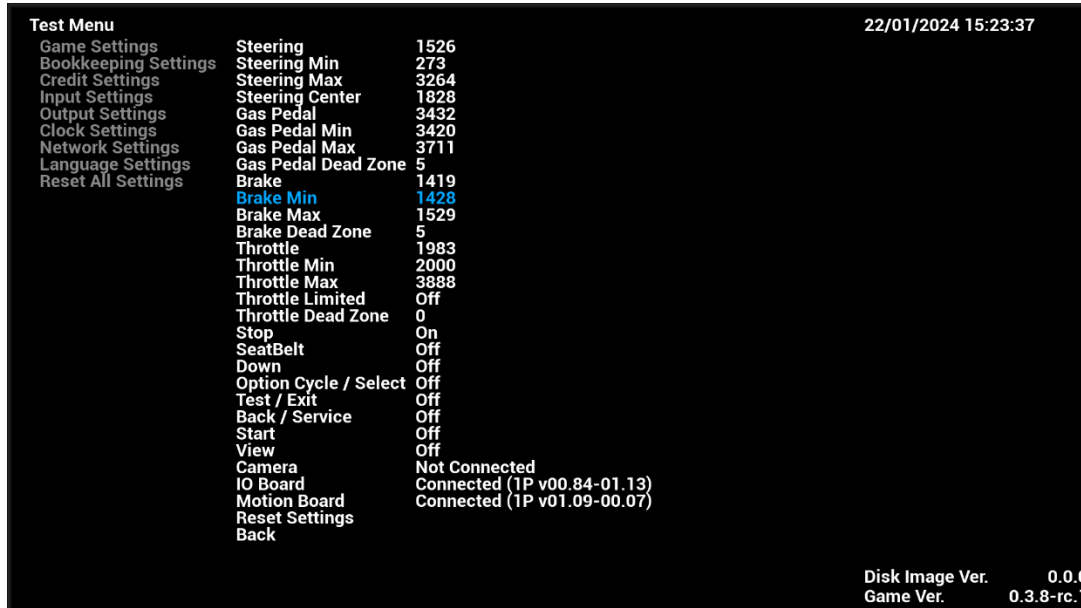 Test Menu 22/01/2024 15:23:37
Game Settings Steering 1526
Bookkeeping Settings Steering Min 273
Credit Settings Steering Max 3264
Input Settings Steering Center 1828
Output Settings Gas Pedal 3432
Clock Settings Gas Pedal Min 3420
Network Settings Gas Pedal Max 3711
Language Settings Gas Pedal Dead Zone 5
Reset All Settings Brake 1419
Brake Min 1428
Brake Max 1529
Brake Dead Zone 5
Throttle 1983
Throttle Min 2000
Throttle Max 3888
Throttle Limited Off
Throttle Dead Zone 0
Stop On
SeatBelt Off
Down Off
Option Cycle / Select Off
Test / Exit Off
Back / Service Off
Start Off
View Off
Camera Not Connected
IO Board Connected (1P v00.84-01.13)
Motion Board Connected (1P v01.09-00.07)
Reset Settings
Back
Disk Image Ver. 0.0.
Game Ver. 0.3.8-rc.